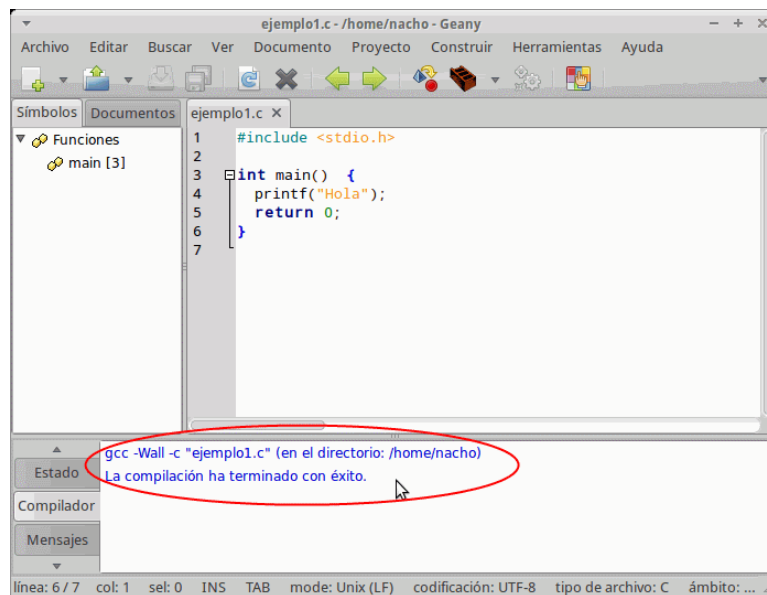 ejemplo1.c - /home/nacho - Geany
Archivo Editar Buscar Ver Documento Proyecto Construir Herramientas Ayuda
Símbolos Documentos
Funciones
main [3]
ejemplo1.c
1 #include <stdio.h>
2
3 int main() {
4 printf("Hola");
5 return 0;
6 }
7
Estado
Compilador
Mensajes
gcc -Wall -c "ejemplo1.c" (en el directorio: /home/nacho)
La compilación ha terminado con éxito.
línea: 6 / 7 col: 1 sel: 0 INS TAB mode: Unix (LF) codificación: UTF-8 tipo de archivo: C ámbito: ...